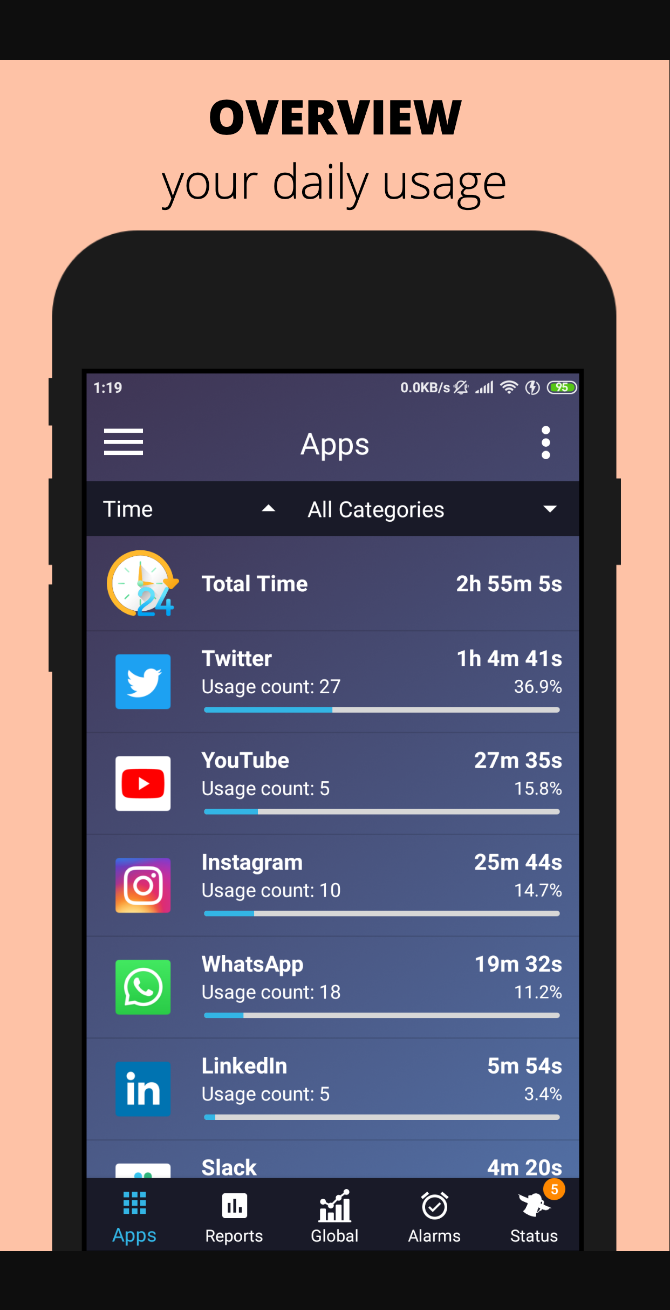 OVERVIEW
your daily usage
1:19 0.0KB/s 95
Apps
Time All Categories
24
Total Time 2h 55m 5s
Twitter 1h 4m 41s
Usage count: 27 36.9%
YouTube 27m 35s
Usage count: 5 15.8%
Instagram 25m 44s
Usage count: 10 14.7%
WhatsApp 19m 32s
Usage count: 18 11.2%
in
LinkedIn 5m 54s
Usage count: 5 3.4%
Slack 4m 20s
5
Apps Reports Global Alarms Status